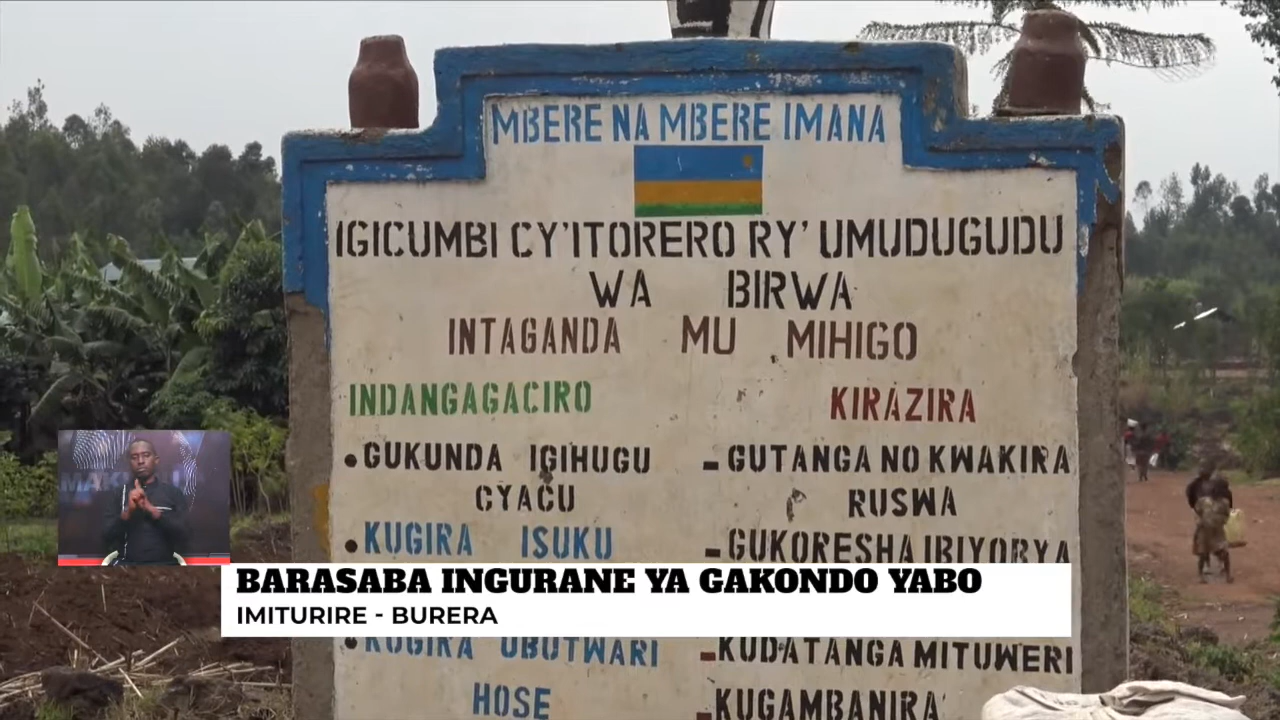 MBERE NA MBERE IMANA
IGICUMBI CY'ITORERO RY' UMUDUGUDU
WA BIRWA
INTAGANDA MU MIHIGO
INDANGAGACIRO
KIRAZIRA
•GUKUNDA IGIHUGU
CYACU
•KUGIRA ISUKU
•KUGIRA UBUTWARI
HOSE
-GUTANGA NO KWAKIRA
RUSWA
-GUKORESHA IBIYOBYA
-KUDATANGA MITUWERI
-KUGAMBANIRA
BARASABA INGURANE YA GAKONDO YABO
IMITURIRE - BURERA